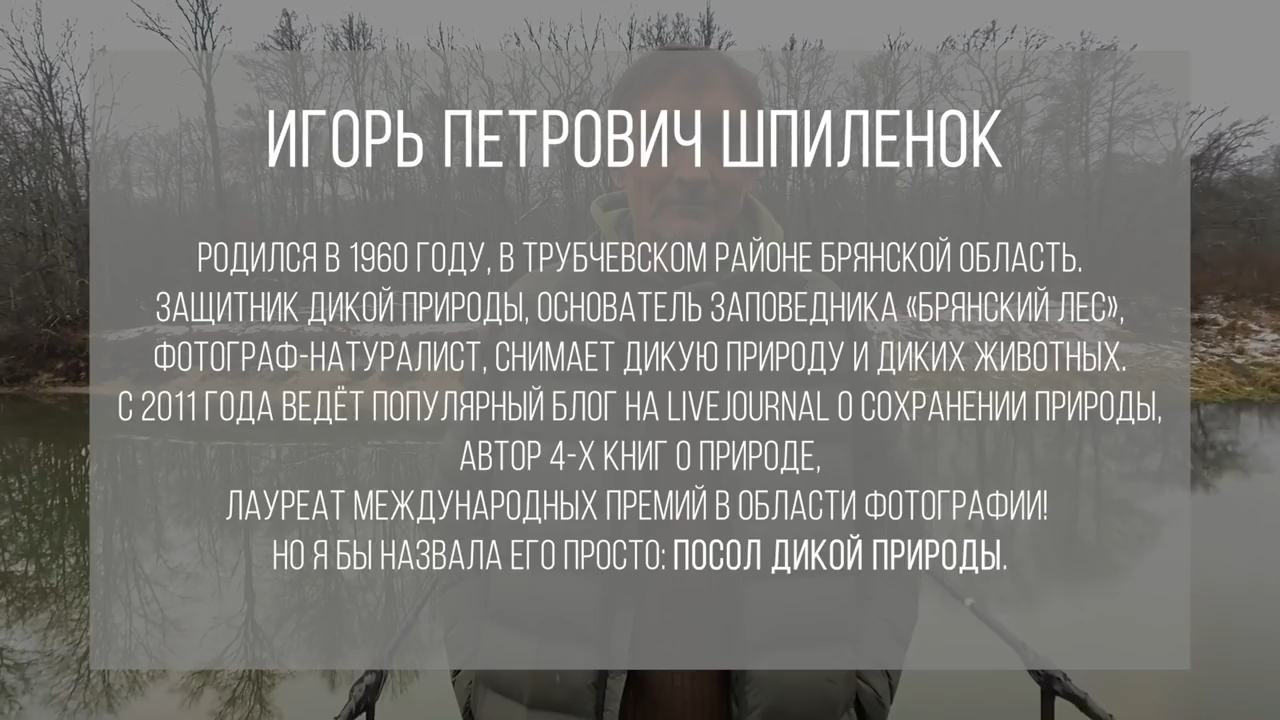 ИГОРЬ ПЕТРОВИЧ ШПИЛЕНОК
РОДИЛСЯ В 1960 ГОДУ, В ТРУБЧЕВСКОМ РАЙОНЕ БРЯНСКОЙ ОБЛАСТЬ.
ЗАЩИТНИК ДИКОЙ ПРИРОДЫ, ОСНОВАТЕЛЬ ЗАПОВЕДНИКА «БРЯНСКИЙ ЛЕС»,
ФОТОГРАФ-НАТУРАЛИСТ, СНИМАЕТ ДИКУЮ ПРИРОДУ И ДИКИХ ЖИВОТНЫХ.
С 2011 ГОДА ВЕДЁТ ПОПУЛЯРНЫЙ БЛОГ НА LIVEJOURNAL О СОХРАНЕНИИ ПРИРОДЫ,
АВТОР 4-Х КНИГ О ПРИРОДЕ,
ЛАУРЕАТ МЕЖДУНАРОДНЫХ ПРЕМИЙ В ОБЛАСТИ ФОТОГРАФИИ!
НО Я БЫ НАЗВАЛА ЕГО ПРОСТО: ПОСОЛ ДИКОЙ ПРИРОДЫ.